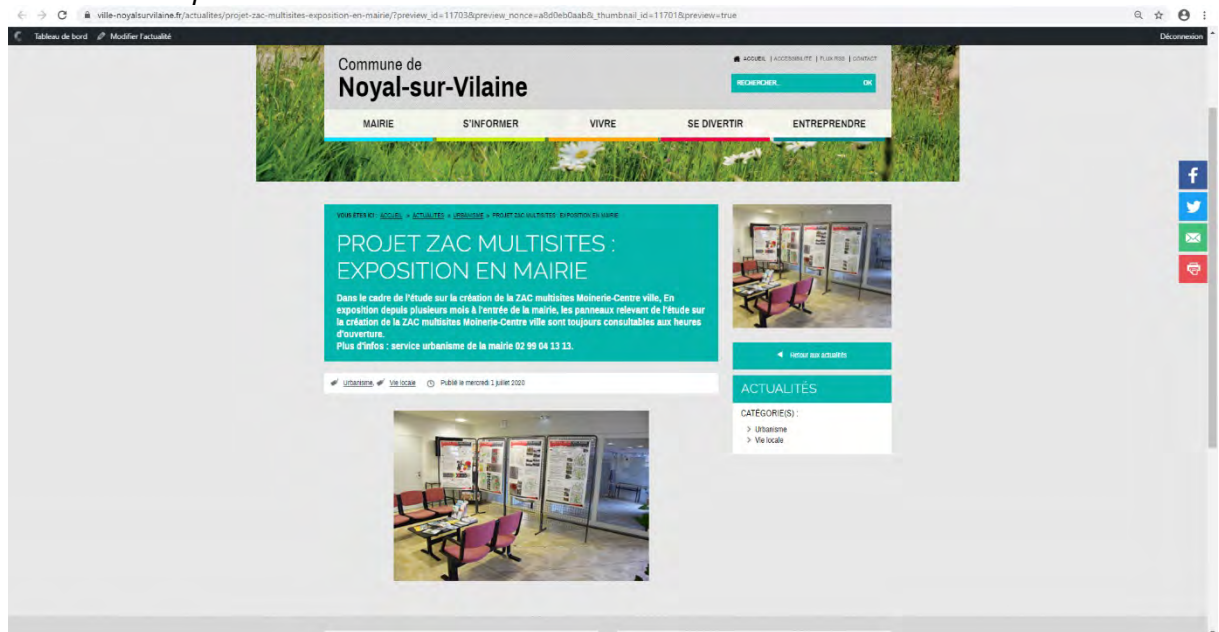 ville-noyalsurvilaine.fr/actualites/projet-zac-multisites-exposition-en-mairie/?preview_id=11703&preview_nonce=a8d0eb0aab&_thumbnail_id=11701&preview=true
Tableau de bord Modifier l'actualité Déconnexion
Commune de
Noyal-sur-Vilaine
ACCUEIL | ACCESSIBILITÉ | FLUX RSS | CONTACT
RECHERCHER... OK
MAIRIE S'INFORMER VIVRE SE DIVERTIR ENTREPRENDRE
VOUS ÊTES ICI : ACCUEIL » ACTUALITÉS » URBANISME » PROJET ZAC MULTISITES : EXPOSITION EN MAIRIE
PROJET ZAC MULTISITES :
EXPOSITION EN MAIRIE
Dans le cadre de l'étude sur la création de la ZAC multisites Moinerie-Centre ville, En
exposition depuis plusieurs mois à l'entrée de la mairie, les panneaux relevant de l'étude sur
la création de la ZAC multisites Moinerie-Centre ville sont toujours consultables aux heures
d'ouverture.
Plus d'infos : service urbanisme de la mairie 02 99 04 13 13.
Urbanisme, Vie locale Publié le mercredi 1 juillet 2020
Retour aux actualités
ACTUALITÉS
CATÉGORIE(S) :
Urbanisme
Vie locale